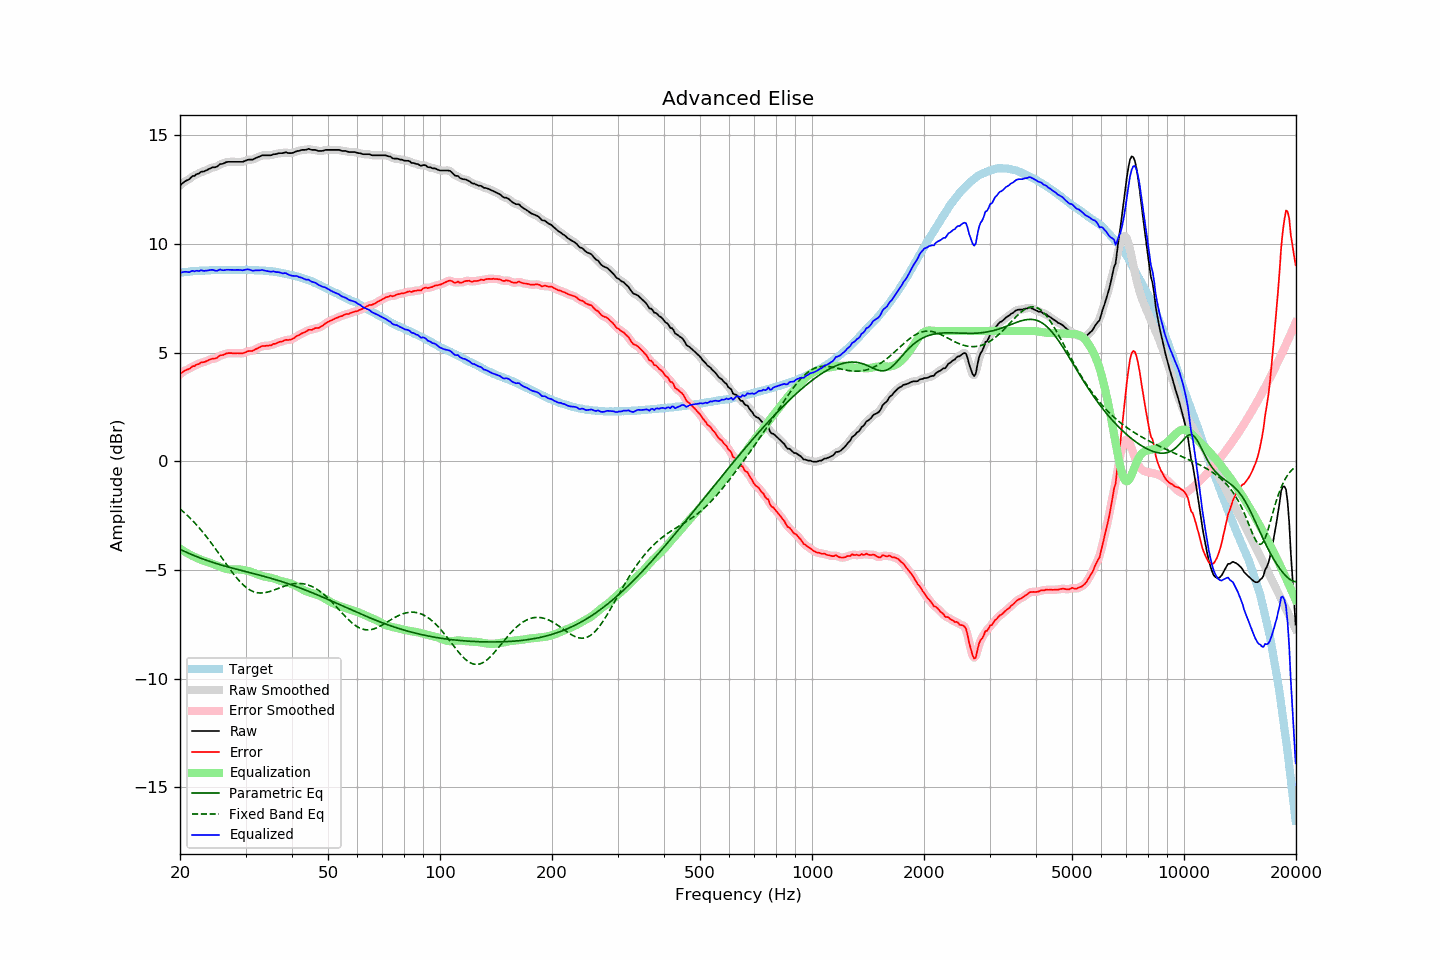 Advanced Elise
15
10
5
0
−5
−10
−15
Amplitude (dBr)
Target
Raw Smoothed
Error Smoothed
Raw
Error
Equalization
Parametric Eq
Fixed Band Eq
Equalized
20 50 100 200 500 1000 2000 5000 10000 20000
Frequency (Hz)